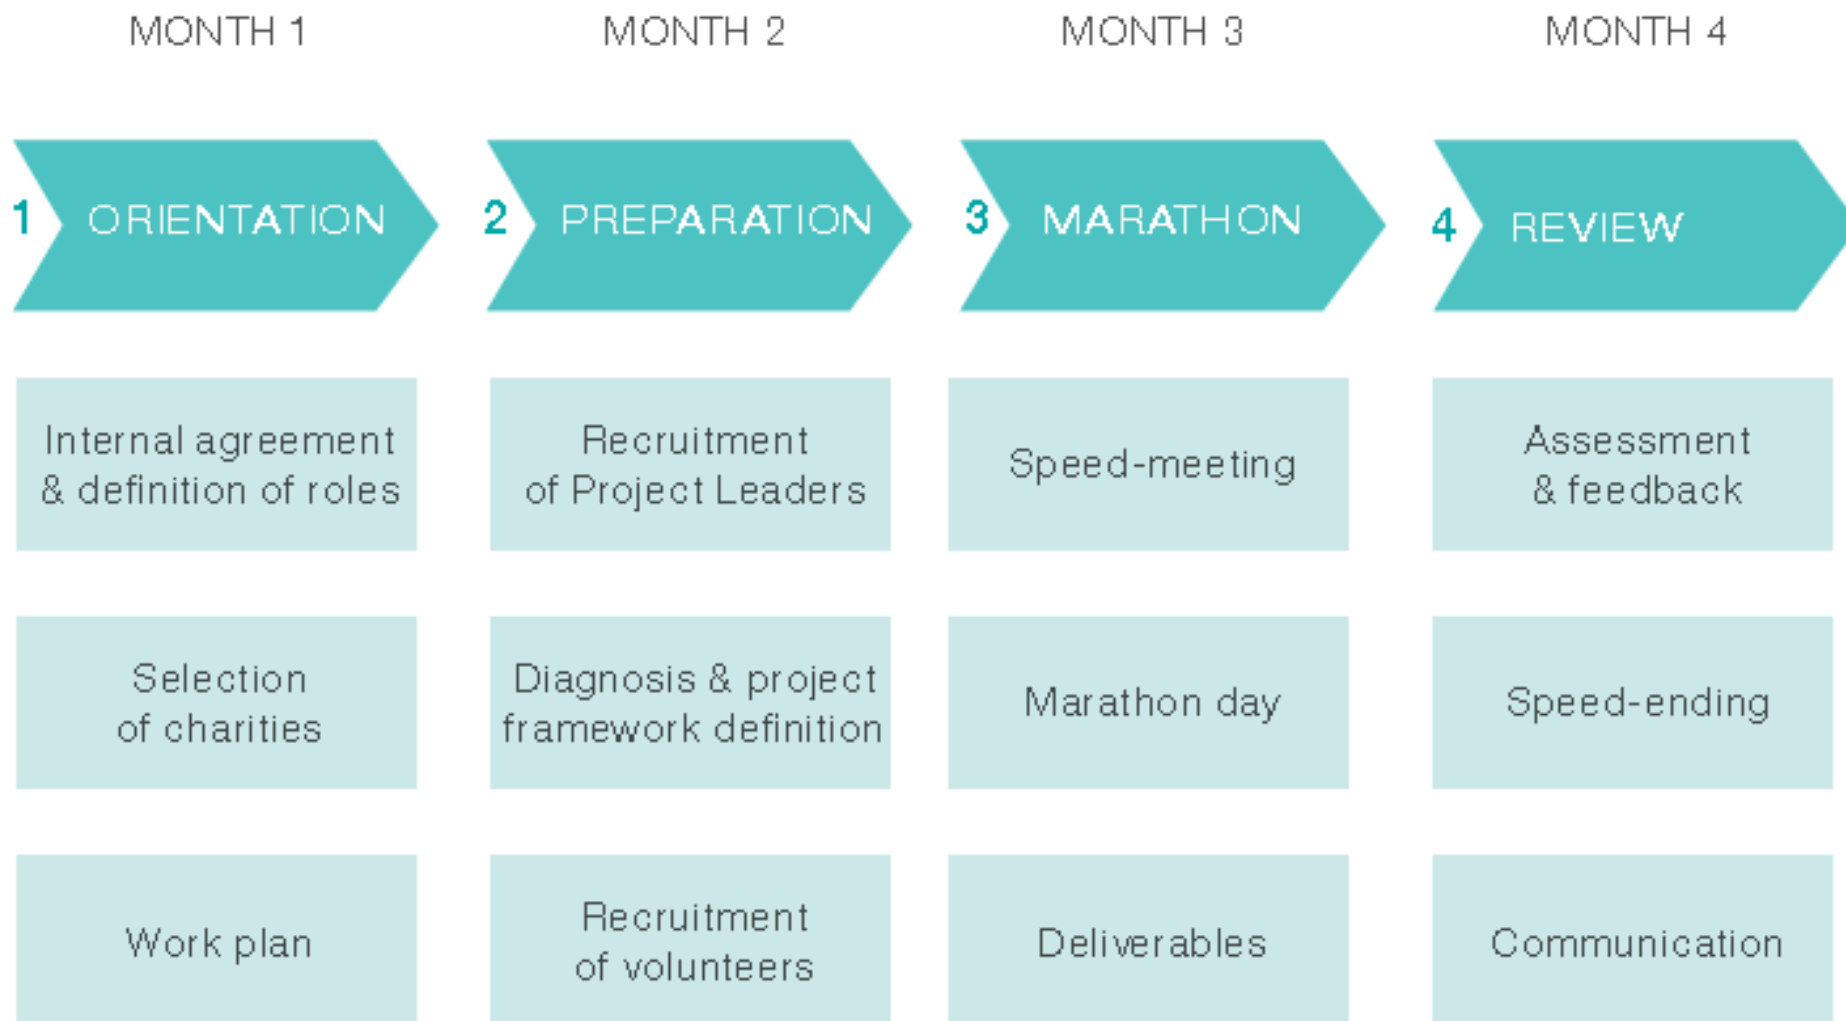 MONTH 1
MONTH 2
MONTH 3
MONTH 4
1 ORIENTATION
2 PREPARATION
3 MARATHON
4 REVIEW
Internal agreement
& definition of roles
Recruitment
of Project Leaders
Speed-meeting
Assessment
& feedback
Selection
of charities
Diagnosis & project
framework definition
Marathon day
Speed-ending
Work plan
Recruitment
of volunteers
Deliverables
Communication